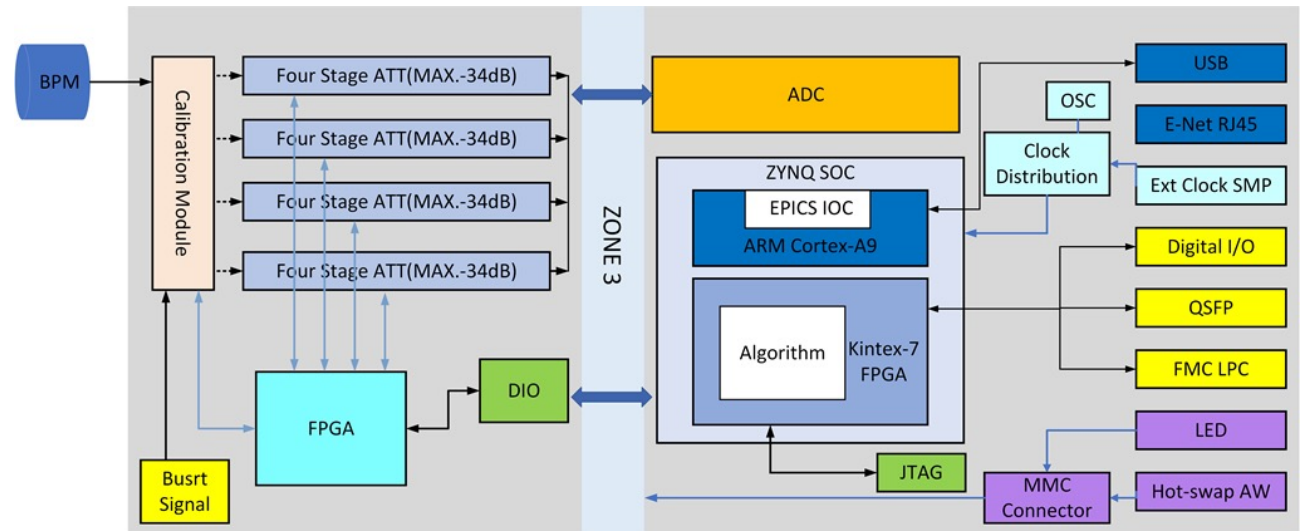 BPM
Calibration Module
Four Stage ATT(MAX.-34dB)
Four Stage ATT(MAX.-34dB)
Four Stage ATT(MAX.-34dB)
Four Stage ATT(MAX.-34dB)
FPGA
DIO
Busrt
Signal
ZONE 3
ADC
ZYNQ SOC
EPICS IOC
ARM Cortex-A9
Algorithm
Kintex-7
FPGA
JTAG
OSC
Clock
Distribution
USB
E-Net RJ45
Ext Clock SMP
Digital I/O
QSFP
FMC LPC
LED
MMC
Connector
Hot-swap AW